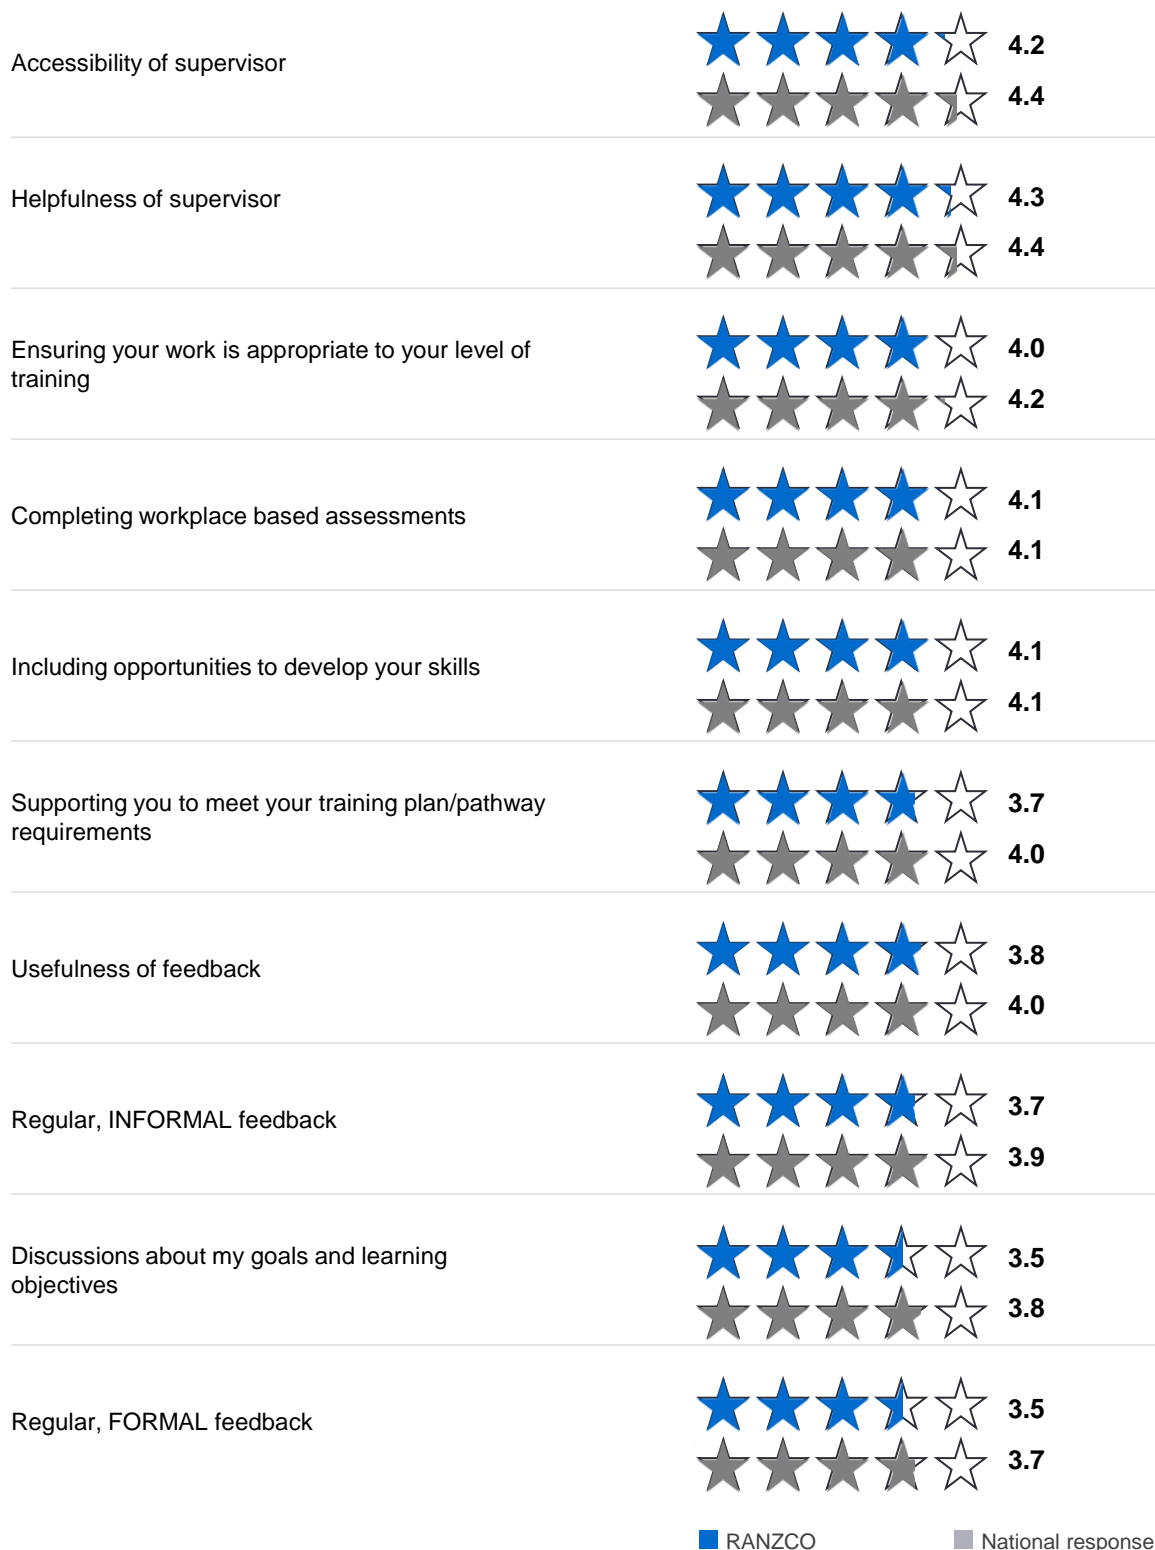 Accessibility of supervisor
4.2
4.4
Helpfulness of supervisor
4.3
4.4
Ensuring your work is appropriate to your level of
training
4.0
4.2
Completing workplace based assessments
4.1
4.1
Including opportunities to develop your skills
4.1
4.1
Supporting you to meet your training plan/pathway
requirements
3.7
4.0
Usefulness of feedback
3.8
4.0
Regular, INFORMAL feedback
3.7
3.9
Discussions about my goals and learning
objectives
3.5
3.8
Regular, FORMAL feedback
3.5
3.7
RANZCO
National response